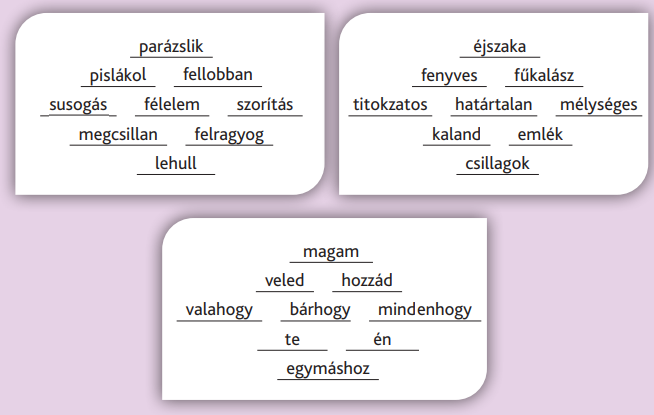 parázslik
pislákol fellobban
susogás félelem szorítás
megcsillan felragyog
lehull
éjszaka
fenyves fűkalász
titokzatos határtalan mélységes
kaland emlék
csillagok
magam
veled hozzád
valahogy bárhogy mindenhogy
te én
egymáshoz